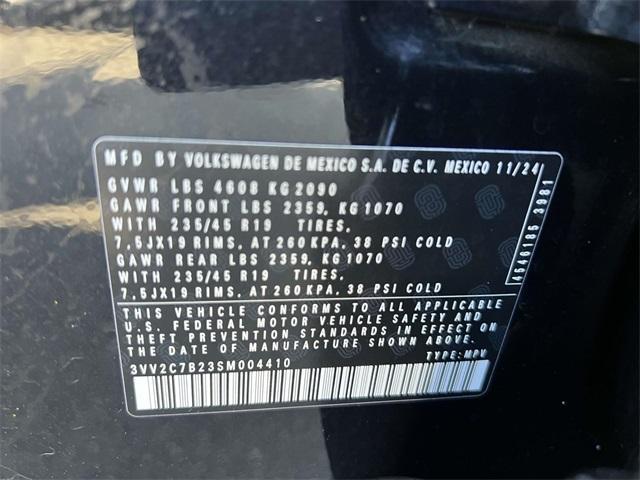 MFD BY VOLKSWAGEN DE MEXICO S.A. DE C.V. MEXICO 11/24
GVWR LBS 4608 KG 2090
GAWR FRONT LBS 2359, KG 1070
WITH 235/45 R19 TIRES,
7,5JX19 RIMS, AT 260 KPA, 38 PSI COLD
GAWR REAR LBS 2359, KG 1070
WITH 235/45 R19 TIRES,
7,5JX19 RIMS, AT 260 KPA, 38 PSI COLD
4546185 3981
THIS VEHICLE CONFORMS TO ALL APPLICABLE
U.S. FEDERAL MOTOR VEHICLE SAFETY AND
THEFT PREVENTION STANDARDS IN EFFECT ON
THE DATE OF MANUFACTURE SHOWN ABOVE.
3VV2C7B23SM004410 TYPE: MPV